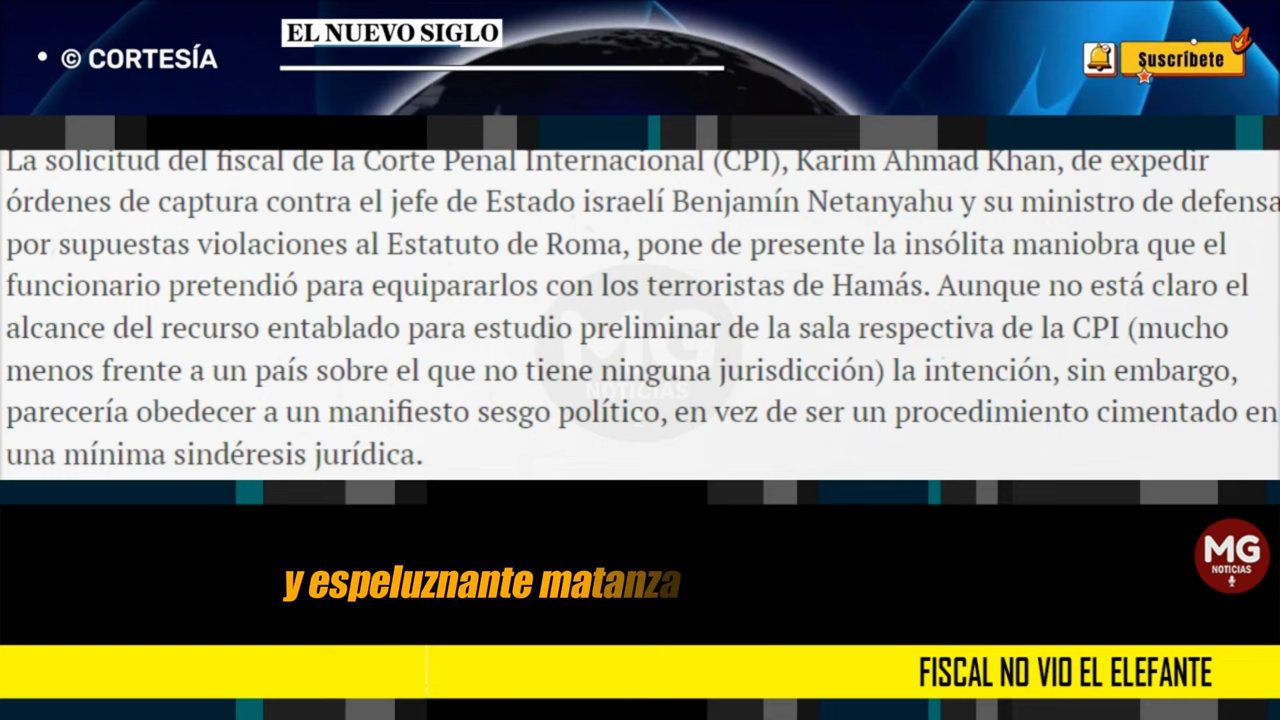 • © CORTESÍA
EL NUEVO SIGLO
Suscríbete
La solicitud del fiscal de la Corte Penal Internacional (CPI), Karim Ahmad Khan, de expedir
órdenes de captura contra el jefe de Estado israelí Benjamín Netanyahu y su ministro de defensa
por supuestas violaciones al Estatuto de Roma, pone de presente la insólita maniobra que el
funcionario pretendió para equipararlos con los terroristas de Hamás. Aunque no está claro el
alcance del recurso entablado para estudio preliminar de la sala respectiva de la CPI (mucho
menos frente a un país sobre el que no tiene ninguna jurisdicción) la intención, sin embargo,
parecería obedecer a un manifiesto sesgo político, en vez de ser un procedimiento cimentado en
una mínima sindéresis jurídica.
MG
NOTICIAS
y espeluznante matanza
MG
NOTICIAS
FISCAL NO VIO EL ELEFANTE